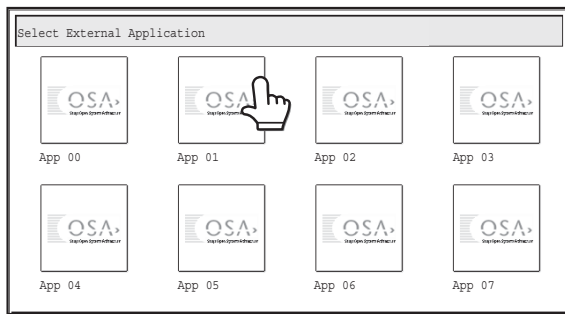 Select External Application
OSA OSA OSA OSA
App 00 App 01 App 02 App 03
OSA OSA OSA OSA
App 04 App 05 App 06 App 07